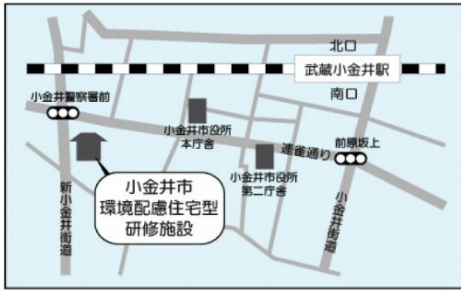 北口
武蔵小金井駅
南口
小金井警察署前
小金井市役所
本庁舎
連雀通り
前原坂上
小金井市役所
第二庁舎
小金井市
環境配慮住宅型
研修施設
新小金井街道
小金井街道